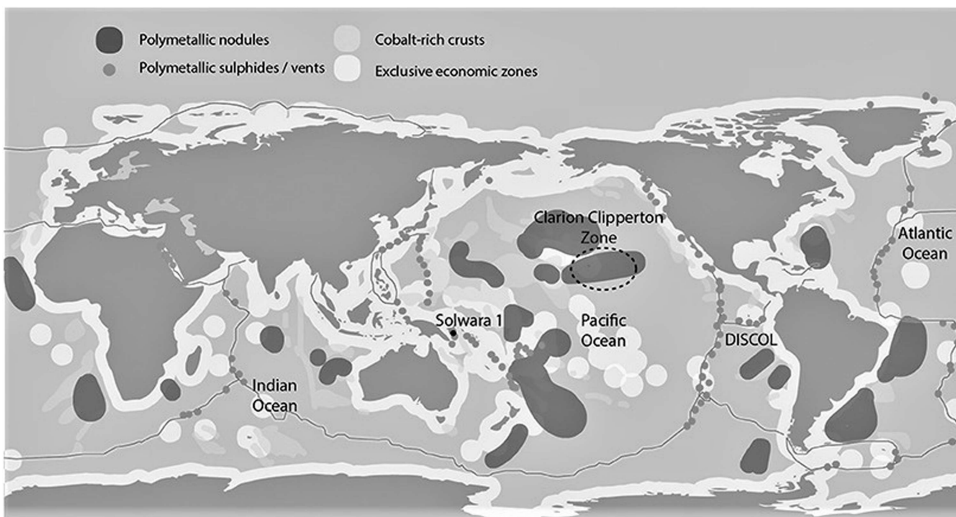 Polymetallic nodules
Cobalt-rich crusts
Polymetallic sulphides / vents
Exclusive economic zones
Clarion Clipperton
Zone
Atlantic
Ocean
Solwara 1
Pacific
Ocean
DISCOL
Indian
Ocean